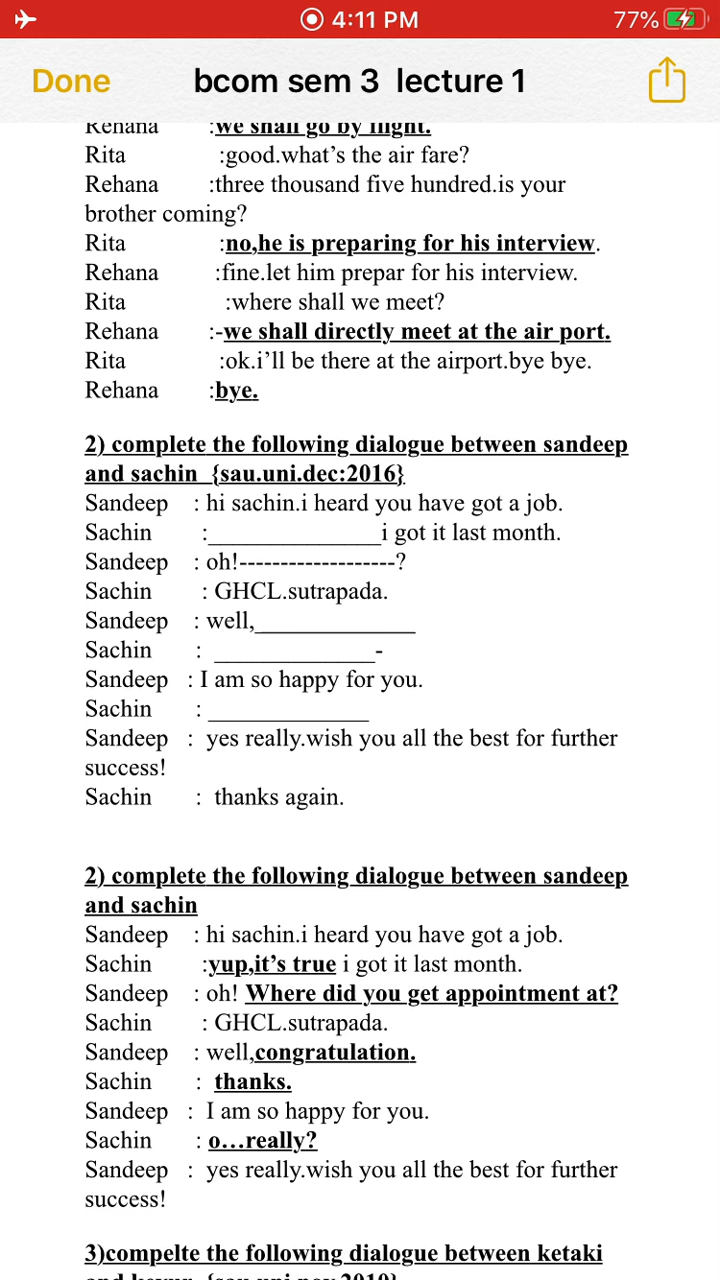 4:11 PM
77%
Done
bcom sem 3 lecture 1
Rehana :we shall go by flight.
Rita :good.what's the air fare?
Rehana :three thousand five hundred.is your
brother coming?
Rita :no,he is preparing for his interview.
Rehana :fine.let him prepar for his interview.
Rita :where shall we meet?
Rehana :-we shall directly meet at the air port.
Rita :ok.i'll be there at the airport.bye bye.
Rehana :bye.
2) complete the following dialogue between sandeep
and sachin {sau.uni.dec:2016}
Sandeep : hi sachin.i heard you have got a job.
Sachin :______________i got it last month.
Sandeep : oh!-------------------?
Sachin : GHCL.sutrapada.
Sandeep : well,_____________
Sachin : _____________-
Sandeep : I am so happy for you.
Sachin : _____________
Sandeep : yes really.wish you all the best for further
success!
Sachin : thanks again.
2) complete the following dialogue between sandeep
and sachin
Sandeep : hi sachin.i heard you have got a job.
Sachin :yup,it's true i got it last month.
Sandeep : oh! Where did you get appointment at?
Sachin : GHCL.sutrapada.
Sandeep : well,congratulation.
Sachin : thanks.
Sandeep : I am so happy for you.
Sachin : o…really?
Sandeep : yes really.wish you all the best for further
success!
3)compelte the following dialogue between ketaki